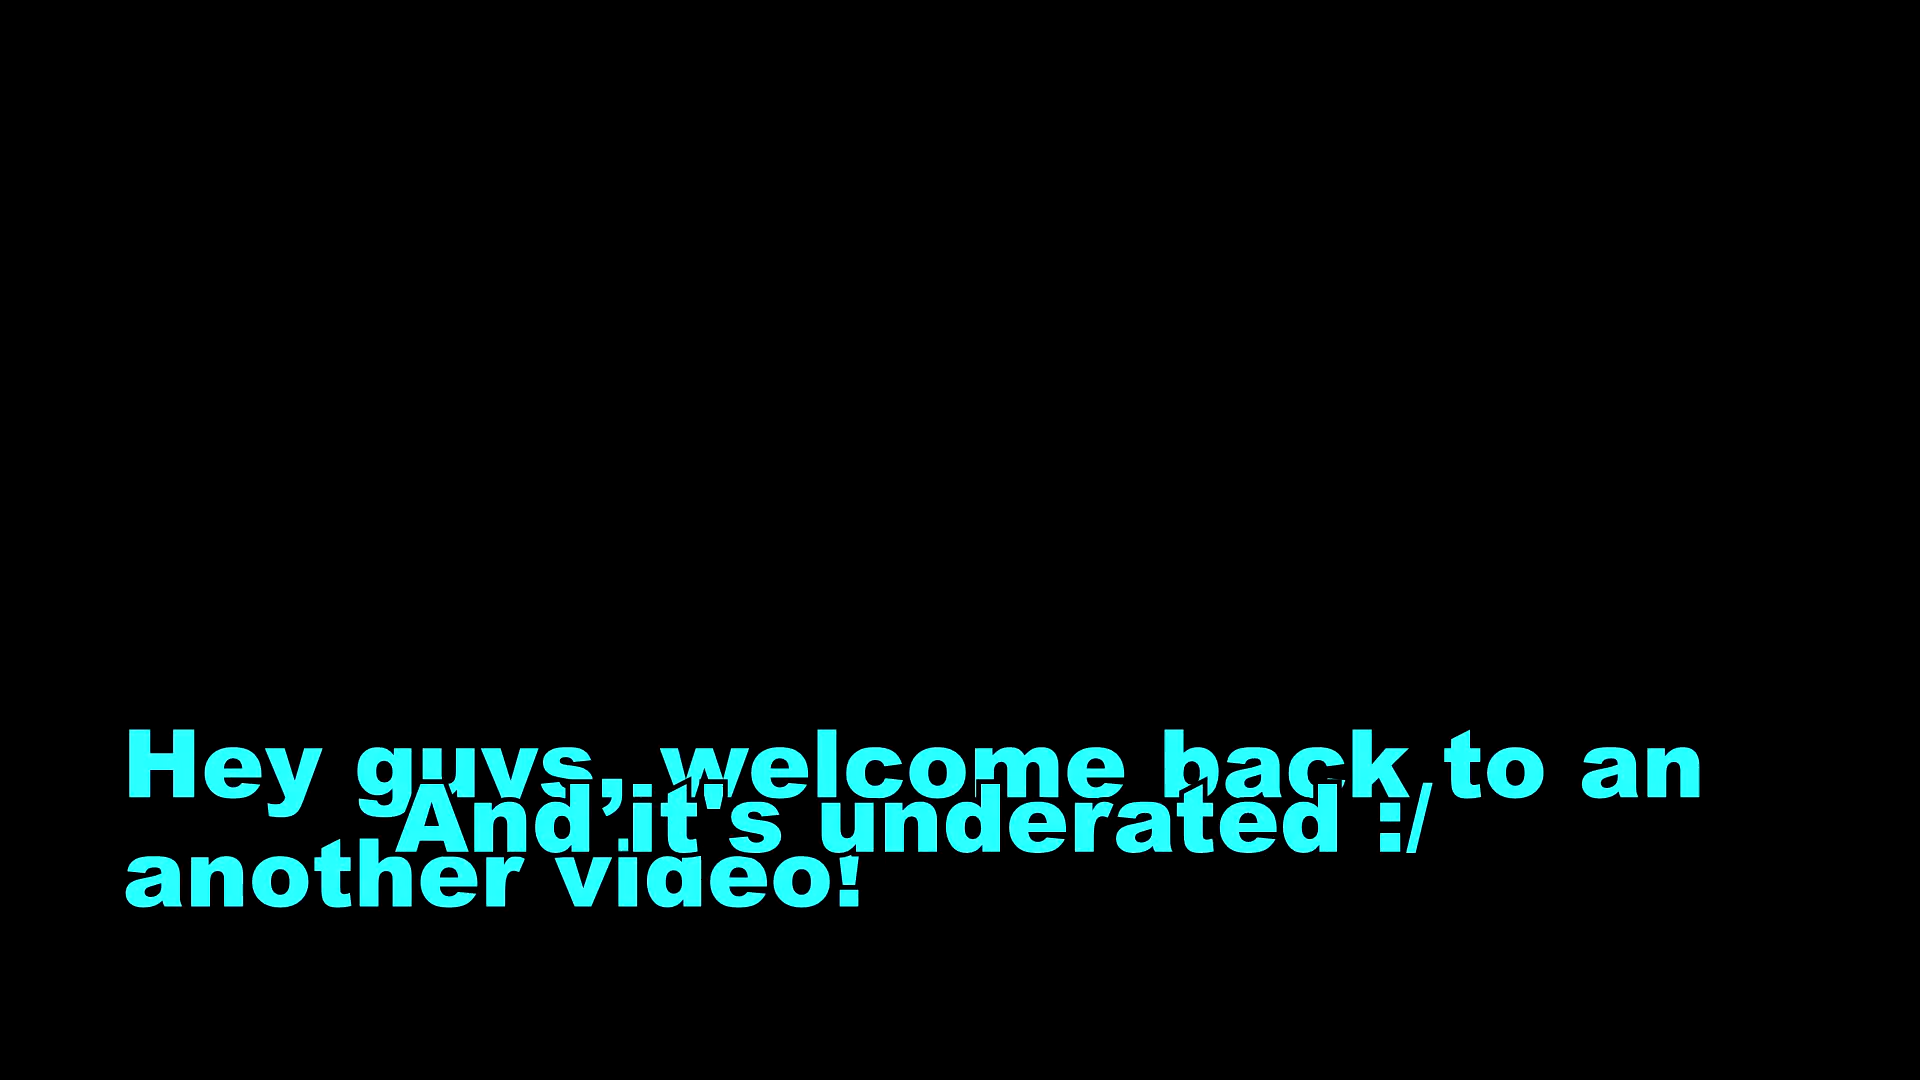 Hey guys, welcome back to an
And it's underated :/
another video!